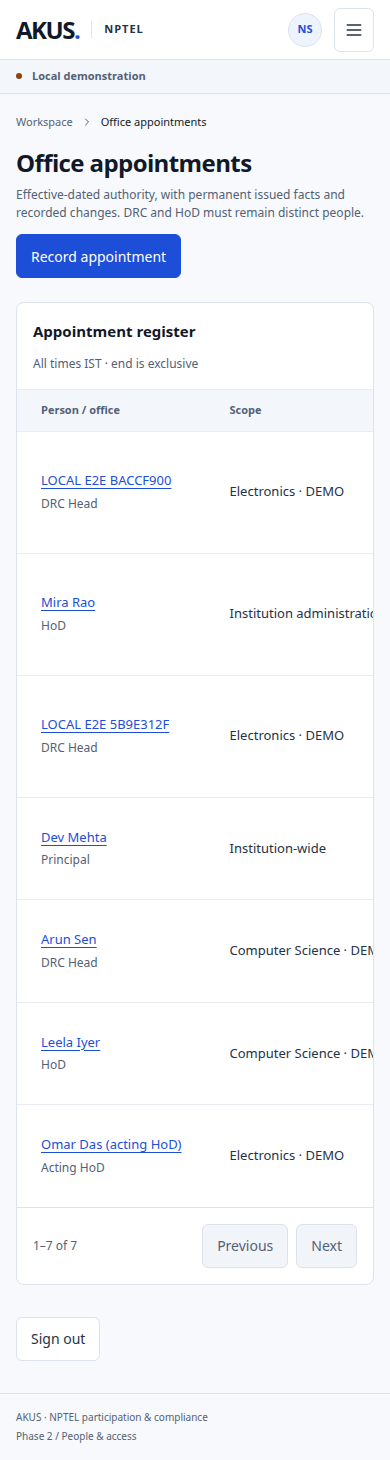 AKUS. NPTEL NS
Local demonstration
Workspace > Office appointments
Office appointments
Effective-dated authority, with permanent issued facts and
recorded changes. DRC and HoD must remain distinct people.
Record appointment
Appointment register
All times IST · end is exclusive
Person / office Scope
LOCAL E2E BACCF900
DRC Head
Electronics · DEMO
Mira Rao
HoD
Institution administratio
LOCAL E2E 5B9E312F
DRC Head
Electronics · DEMO
Dev Mehta
Principal
Institution-wide
Arun Sen
DRC Head
Computer Science · DEM
Leela Iyer
HoD
Computer Science · DEM
Omar Das (acting HoD)
Acting HoD
Electronics · DEMO
1–7 of 7 Previous Next
Sign out
AKUS · NPTEL participation & compliance
Phase 2 / People & access